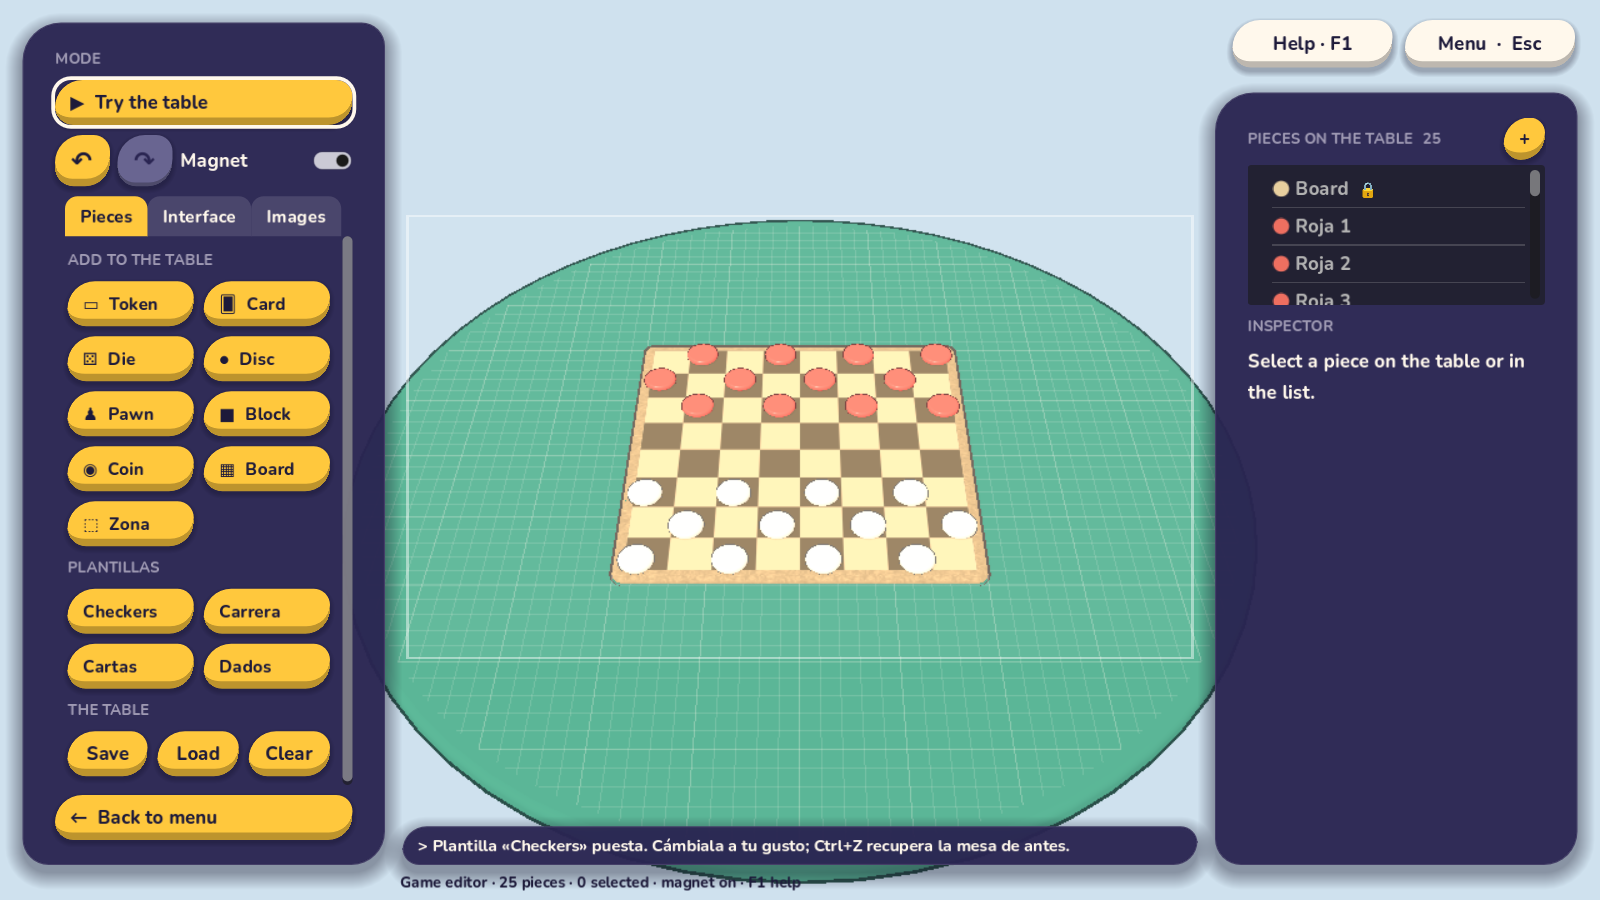 MODE
▶ Try the table
↶ ↷ Magnet
Pieces Interface Images
ADD TO THE TABLE
Token Card
Die Disc
Pawn Block
Coin Board
Zona
PLANTILLAS
Checkers Carrera
Cartas Dados
THE TABLE
Save Load Clear
← Back to menu
Help · F1 Menu · Esc
PIECES ON THE TABLE 25 +
Board 🔒
Roja 1
Roja 2
Roja 3
INSPECTOR
Select a piece on the table or in
the list.
> Plantilla «Checkers» puesta. Cámbiala a tu gusto; Ctrl+Z recupera la mesa de antes.
Game editor · 25 pieces · 0 selected · magnet on · F1 help